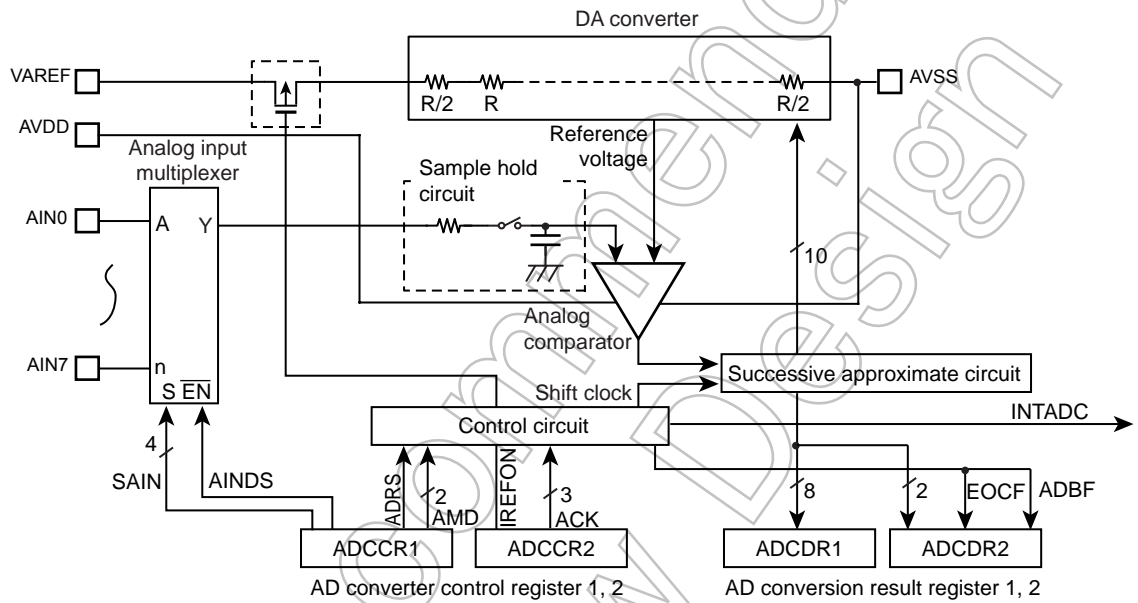 DA converter
VAREF
AVSS
R/2
R
R/2
AVDD
Reference
voltage
Analog input
multiplexer
Sample hold
circuit
AIN0
A
Y
10
Analog
comparator
AIN7
n
S EN
Successive approximate circuit
Shift clock
INTADC
Control circuit
4
SAIN
AINDS
ADRS
2
AMD
IREFON
3
ACK
8
2
EOCF
ADBF
ADCCR1
ADCCR2
ADCDR1
ADCDR2
AD converter control register 1, 2
AD conversion result register 1, 2
commenda
w Design